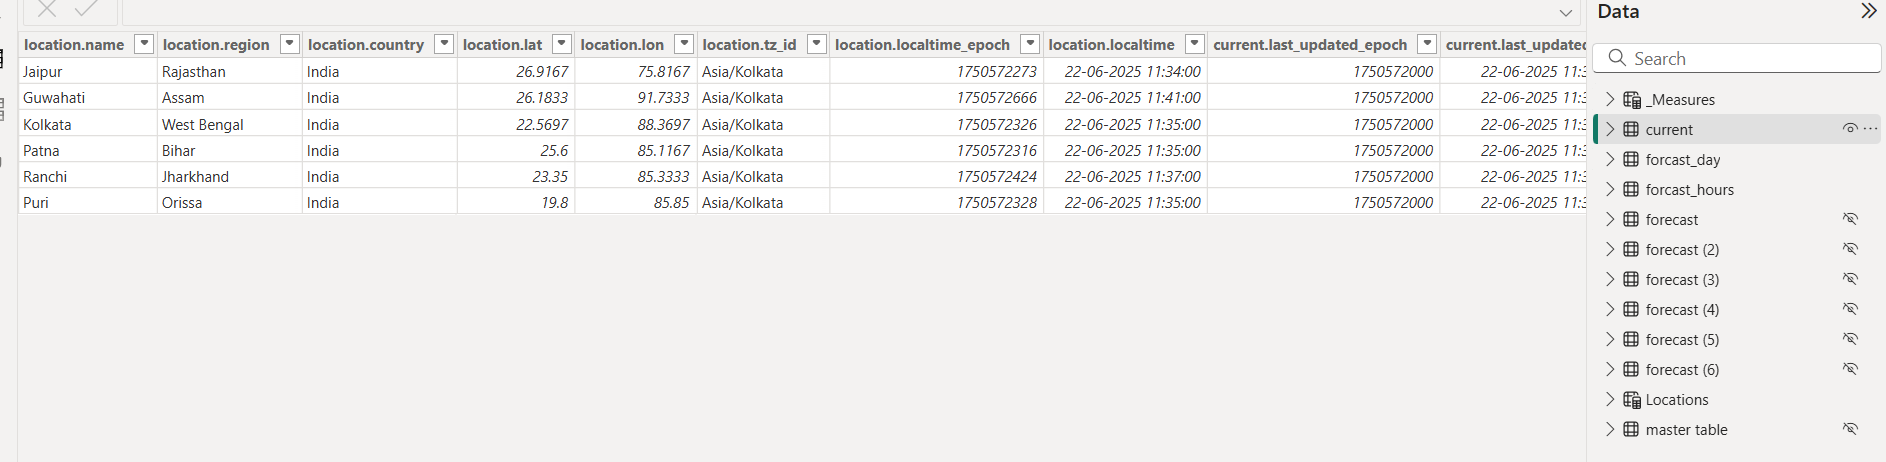 Data
location.name location.region location.country location.lat location.lon location.tz_id location.localtime_epoch location.localtime current.last_updated_epoch current.last_updated
Jaipur Rajasthan India 26.9167 75.8167 Asia/Kolkata 1750572273 22-06-2025 11:34:00 1750572000 22-06-2025 11:3
Guwahati Assam India 26.1833 91.7333 Asia/Kolkata 1750572666 22-06-2025 11:41:00 1750572000 22-06-2025 11:3
Kolkata West Bengal India 22.5697 88.3697 Asia/Kolkata 1750572326 22-06-2025 11:35:00 1750572000 22-06-2025 11:3
Patna Bihar India 25.6 85.1167 Asia/Kolkata 1750572316 22-06-2025 11:35:00 1750572000 22-06-2025 11:3
Ranchi Jharkhand India 23.35 85.3333 Asia/Kolkata 1750572424 22-06-2025 11:37:00 1750572000 22-06-2025 11:3
Puri Orissa India 19.8 85.85 Asia/Kolkata 1750572328 22-06-2025 11:35:00 1750572000 22-06-2025 11:3
Search
_Measures
current
forcast_day
forcast_hours
forecast
forecast (2)
forecast (3)
forecast (4)
forecast (5)
forecast (6)
Locations
master table